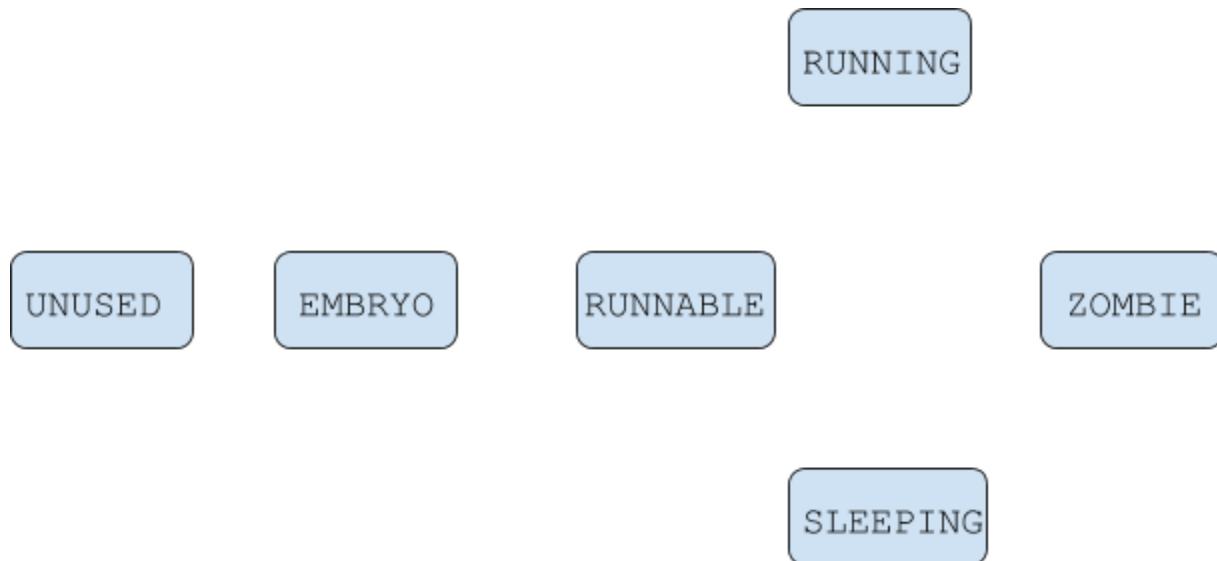 RUNNING
UNUSED
EMBRYO
RUNNABLE
ZOMBIE
SLEEPING